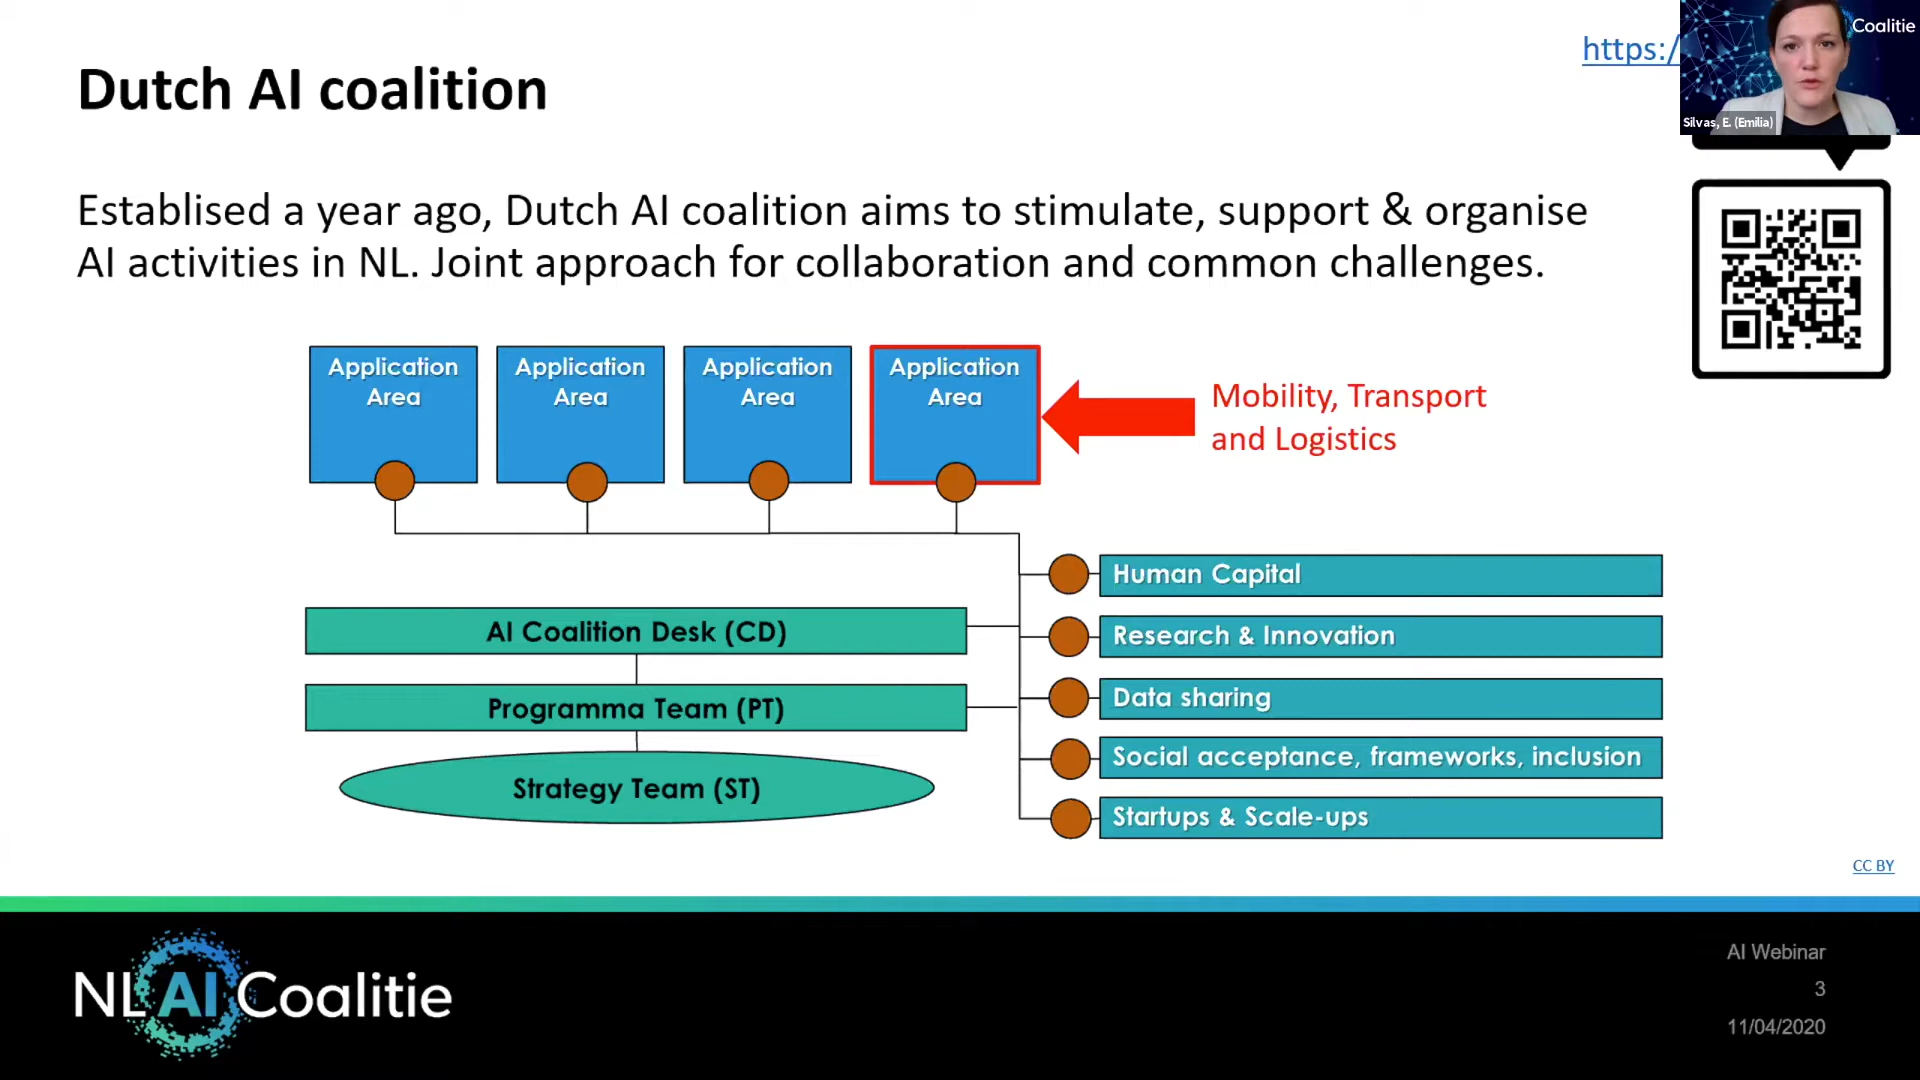 Dutch AI coalition
https:/
Coalitie
Silvas, E. (Emilia)
Establised a year ago, Dutch AI coalition aims to stimulate, support & organise
AI activities in NL. Joint approach for collaboration and common challenges.
Application
Area
Application
Area
Application
Area
Application
Area
Mobility, Transport
and Logistics
Human Capital
Research & Innovation
Data sharing
Social acceptance, frameworks, inclusion
Startups & Scale-ups
AI Coalition Desk (CD)
Programma Team (PT)
Strategy Team (ST)
CC BY
NL AI Coalitie
AI Webinar
3
11/04/2020